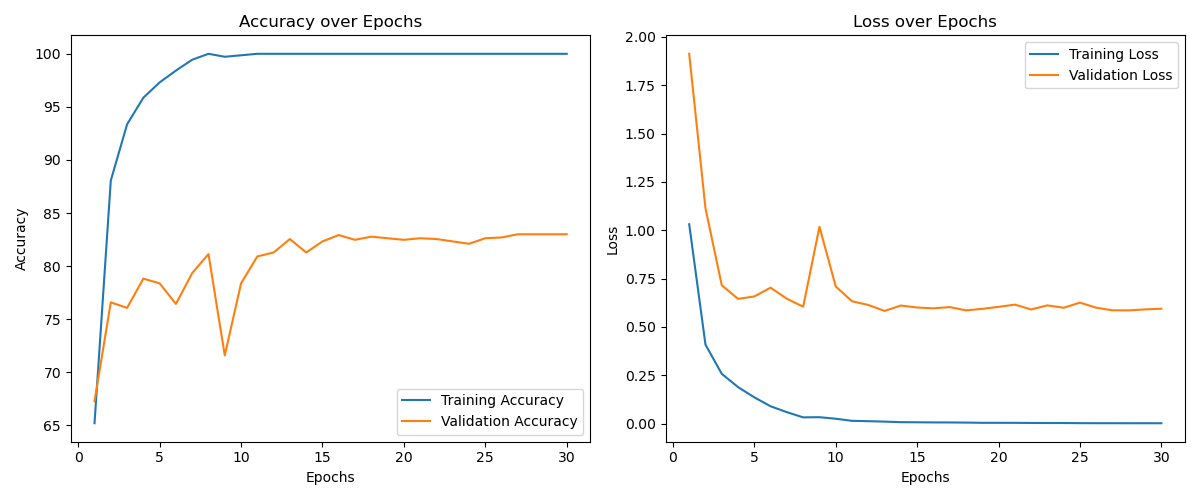 Accuracy over Epochs
100
95
90
85
80
75
70
65
Accuracy
0 5 10 15 20 25 30
Epochs
Training Accuracy
Validation Accuracy
Loss over Epochs
2.00
1.75
1.50
1.25
1.00
0.75
0.50
0.25
0.00
Loss
0 5 10 15 20 25 30
Epochs
Training Loss
Validation Loss